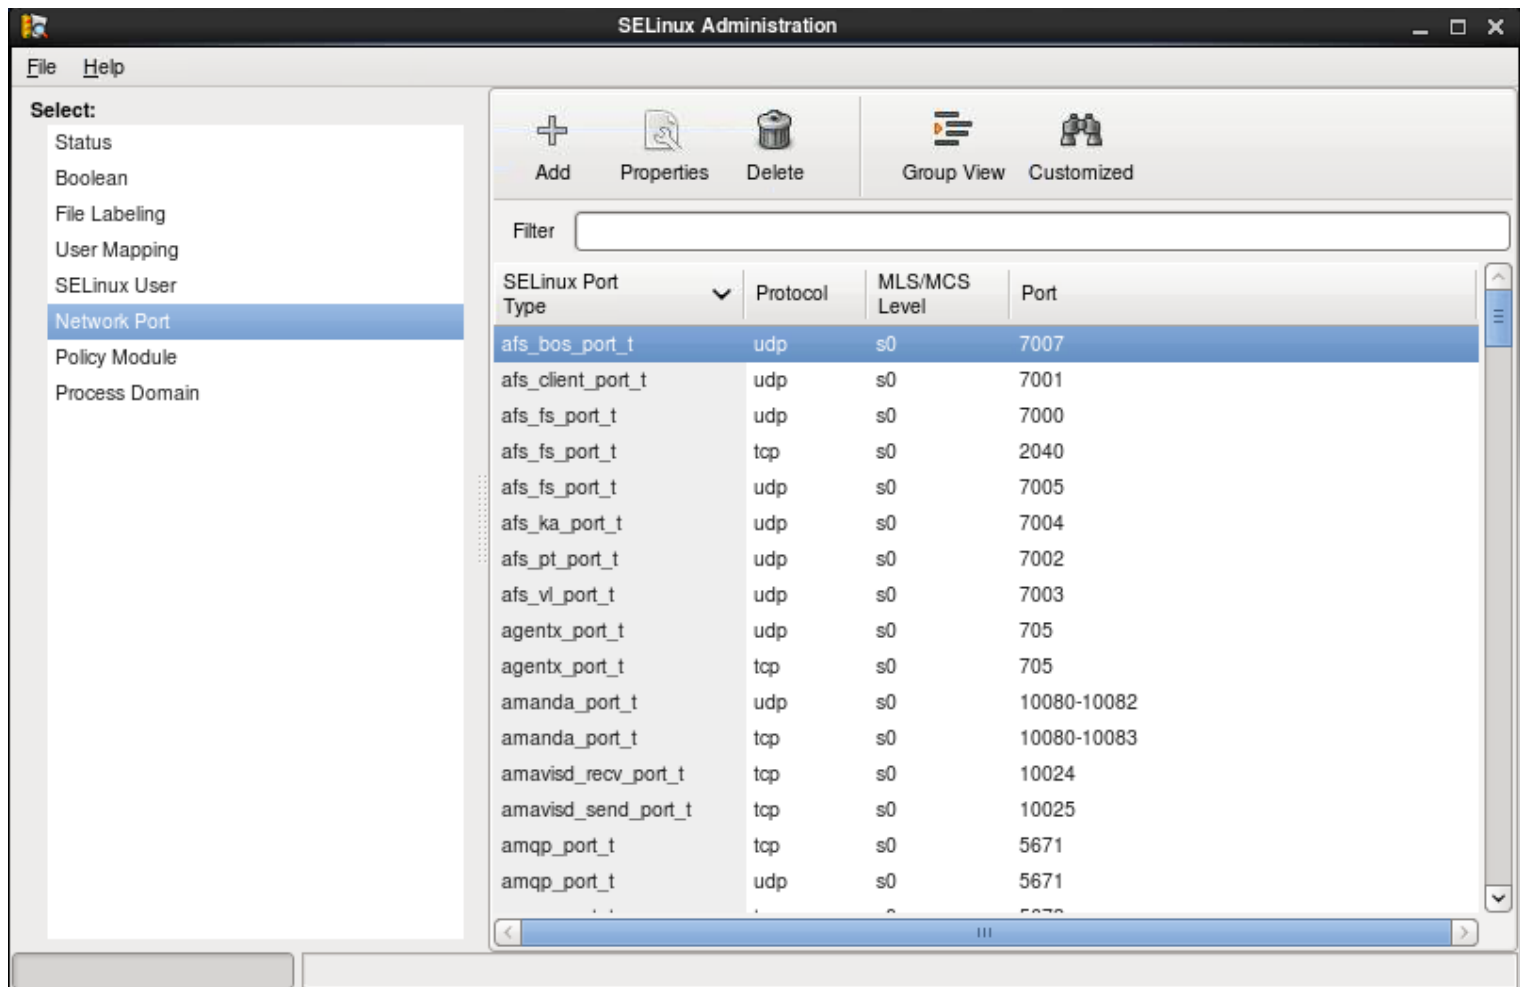 SELinux Administration
File Help
Select:
Status
Boolean
File Labeling
User Mapping
SELinux User
Network Port
Policy Module
Process Domain
Add Properties Delete Group View Customized
Filter
SELinux Port Type Protocol MLS/MCS Level Port
afs_bos_port_t udp s0 7007
afs_client_port_t udp s0 7001
afs_fs_port_t udp s0 7000
afs_fs_port_t tcp s0 2040
afs_fs_port_t udp s0 7005
afs_ka_port_t udp s0 7004
afs_pt_port_t udp s0 7002
afs_vl_port_t udp s0 7003
agentx_port_t udp s0 705
agentx_port_t tcp s0 705
amanda_port_t udp s0 10080-10082
amanda_port_t tcp s0 10080-10083
amavisd_recv_port_t tcp s0 10024
amavisd_send_port_t tcp s0 10025
amqp_port_t tcp s0 5671
amqp_port_t udp s0 5671